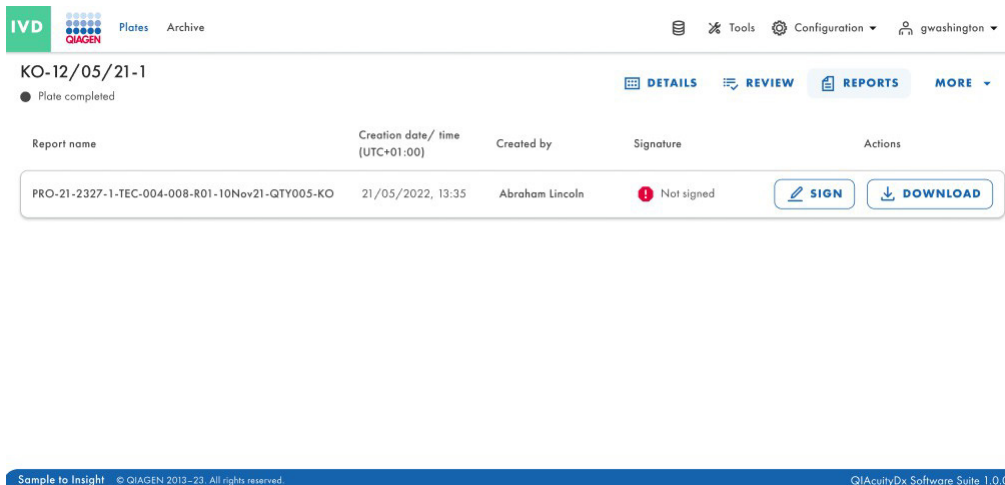 IVD
QIAGEN
Plates Archive
Tools Configuration gwashington
KO-12/05/21-1
Plate completed
DETAILS REVIEW REPORTS MORE
Report name Creation date/ time Created by Signature Actions
(UTC+01:00)
PRO-21-2327-1-TEC-004-008-R01-10Nov21-QTY005-KO 21/05/2022, 13:35 Abraham Lincoln Not signed SIGN DOWNLOAD
Sample to Insight © QIAGEN 2013–23. All rights reserved. QIAcuityDx Software Suite 1.0.0